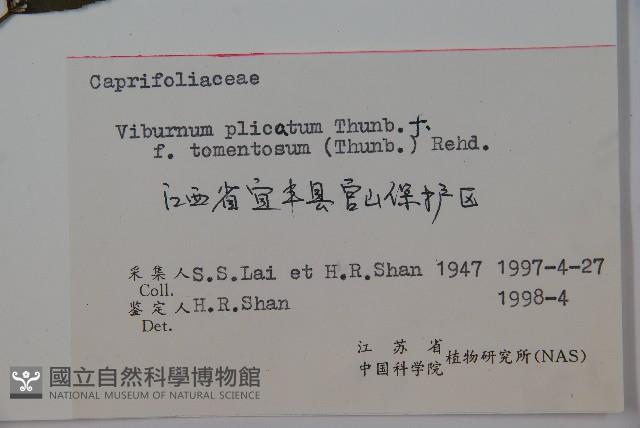 Caprifoliaceae
Viburnum plicatum Thunb. f.
f. tomentosum (Thunb.) Rehd.
江西省宜丰县官山保护区
采集人 S.S.Lai et H.R.Shan 1947 1997-4-27
Coll.
鉴定人 H.R.Shan 1998-4
Det.
江苏省
中国科学院 植物研究所(NAS)
國立自然科學博物館
NATIONAL MUSEUM OF NATURAL SCIENCE